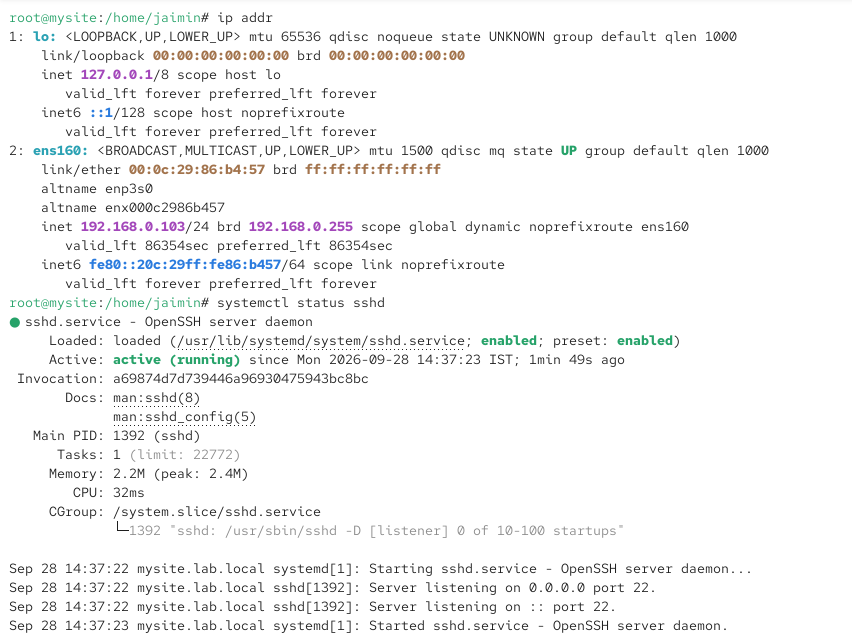 root@mysite:/home/jaimin# ip addr
1: lo: <LOOPBACK,UP,LOWER_UP> mtu 65536 qdisc noqueue state UNKNOWN group default qlen 1000
    link/loopback 00:00:00:00:00:00 brd 00:00:00:00:00:00
    inet 127.0.0.1/8 scope host lo
       valid_lft forever preferred_lft forever
    inet6 ::1/128 scope host noprefixroute
       valid_lft forever preferred_lft forever
2: ens160: <BROADCAST,MULTICAST,UP,LOWER_UP> mtu 1500 qdisc mq state UP group default qlen 1000
    link/ether 00:0c:29:86:b4:57 brd ff:ff:ff:ff:ff:ff
    altname enp3s0
    altname enx000c2986b457
    inet 192.168.0.103/24 brd 192.168.0.255 scope global dynamic noprefixroute ens160
       valid_lft 86354sec preferred_lft 86354sec
    inet6 fe80::20c:29ff:fe86:b457/64 scope link noprefixroute
       valid_lft forever preferred_lft forever
root@mysite:/home/jaimin# systemctl status sshd
● sshd.service - OpenSSH server daemon
     Loaded: loaded (/usr/lib/systemd/system/sshd.service; enabled; preset: enabled)
     Active: active (running) since Mon 2026-09-28 14:37:23 IST; 1min 49s ago
 Invocation: a69874d7d739446a96930475943bc8bc
       Docs: man:sshd(8)
             man:sshd_config(5)
   Main PID: 1392 (sshd)
      Tasks: 1 (limit: 22772)
     Memory: 2.2M (peak: 2.4M)
        CPU: 32ms
     CGroup: /system.slice/sshd.service
             └─1392 "sshd: /usr/sbin/sshd -D [listener] 0 of 10-100 startups"

Sep 28 14:37:22 mysite.lab.local systemd[1]: Starting sshd.service - OpenSSH server daemon...
Sep 28 14:37:22 mysite.lab.local sshd[1392]: Server listening on 0.0.0.0 port 22.
Sep 28 14:37:22 mysite.lab.local sshd[1392]: Server listening on :: port 22.
Sep 28 14:37:23 mysite.lab.local systemd[1]: Started sshd.service - OpenSSH server daemon.